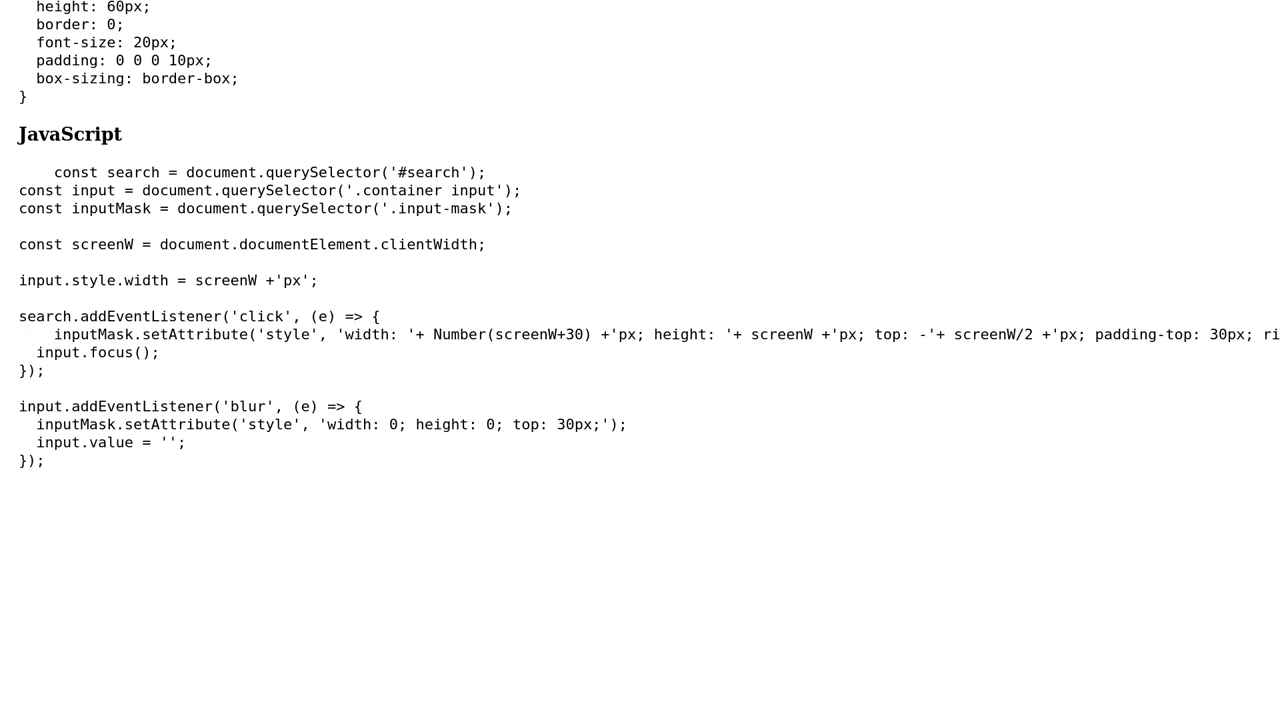 height: 60px;
  border: 0;
  font-size: 20px;
  padding: 0 0 0 10px;
  box-sizing: border-box;
}
JavaScript
    const search = document.querySelector('#search');
const input = document.querySelector('.container input');
const inputMask = document.querySelector('.input-mask');
const screenW = document.documentElement.clientWidth;
input.style.width = screenW +'px';
search.addEventListener('click', (e) => {
    inputMask.setAttribute('style', 'width: '+ Number(screenW+30) +'px; height: '+ screenW +'px; top: -'+ screenW/2 +'px; padding-top: 30px; ri
  input.focus();
});
input.addEventListener('blur', (e) => {
  inputMask.setAttribute('style', 'width: 0; height: 0; top: 30px;');
  input.value = '';
});